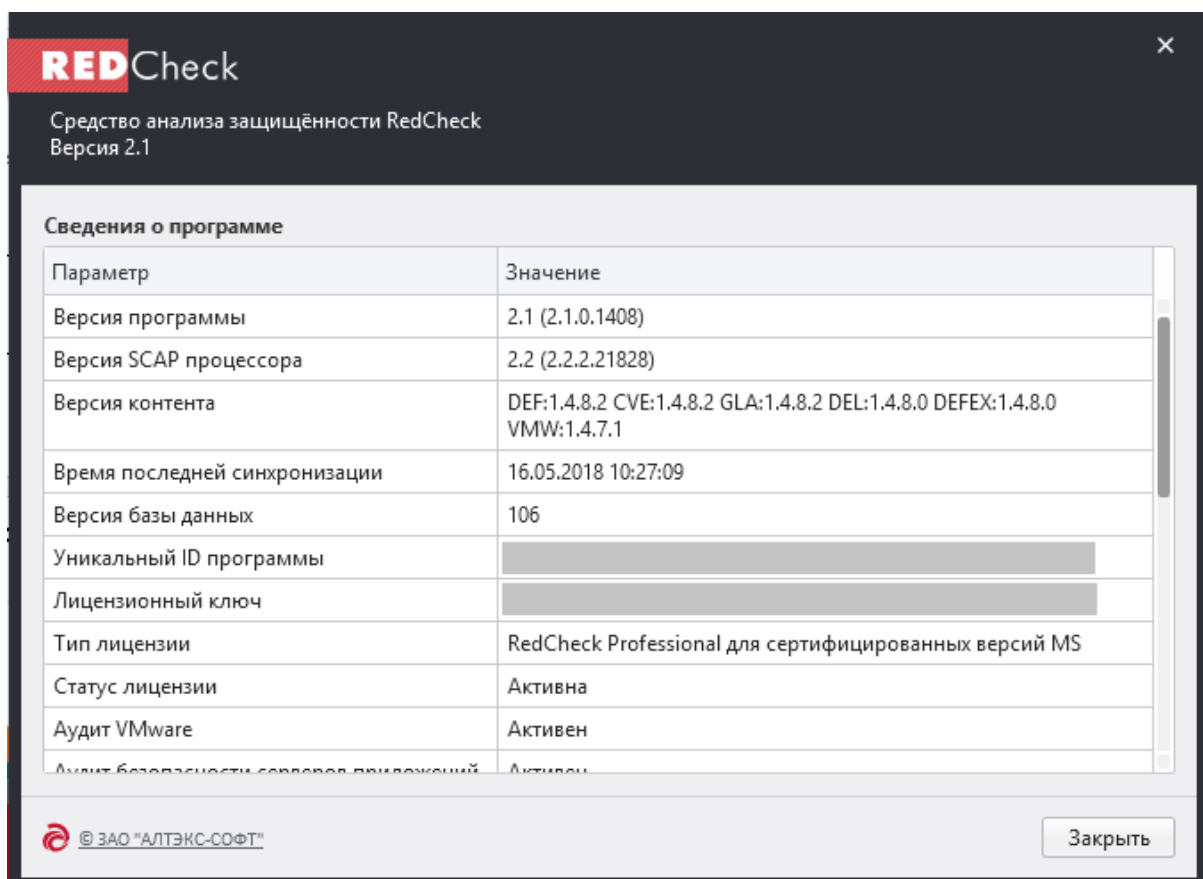 REDCheck
Средство анализа защищённости RedCheck
Версия 2.1
Сведения о программе
Параметр Значение
Версия программы 2.1 (2.1.0.1408)
Версия SCAP процессора 2.2 (2.2.2.21828)
Версия контента DEF:1.4.8.2 CVE:1.4.8.2 GLA:1.4.8.2 DEL:1.4.8.0 DEFEX:1.4.8.0
VMW:1.4.7.1
Время последней синхронизации 16.05.2018 10:27:09
Версия базы данных 106
Уникальный ID программы
Лицензионный ключ
Тип лицензии RedCheck Professional для сертифицированных версий MS
Статус лицензии Активна
Аудит VMware Активен
Аудит безопасности серверов приложений Активен
© ЗАО "АЛТЭКС-СОФТ" Закрыть